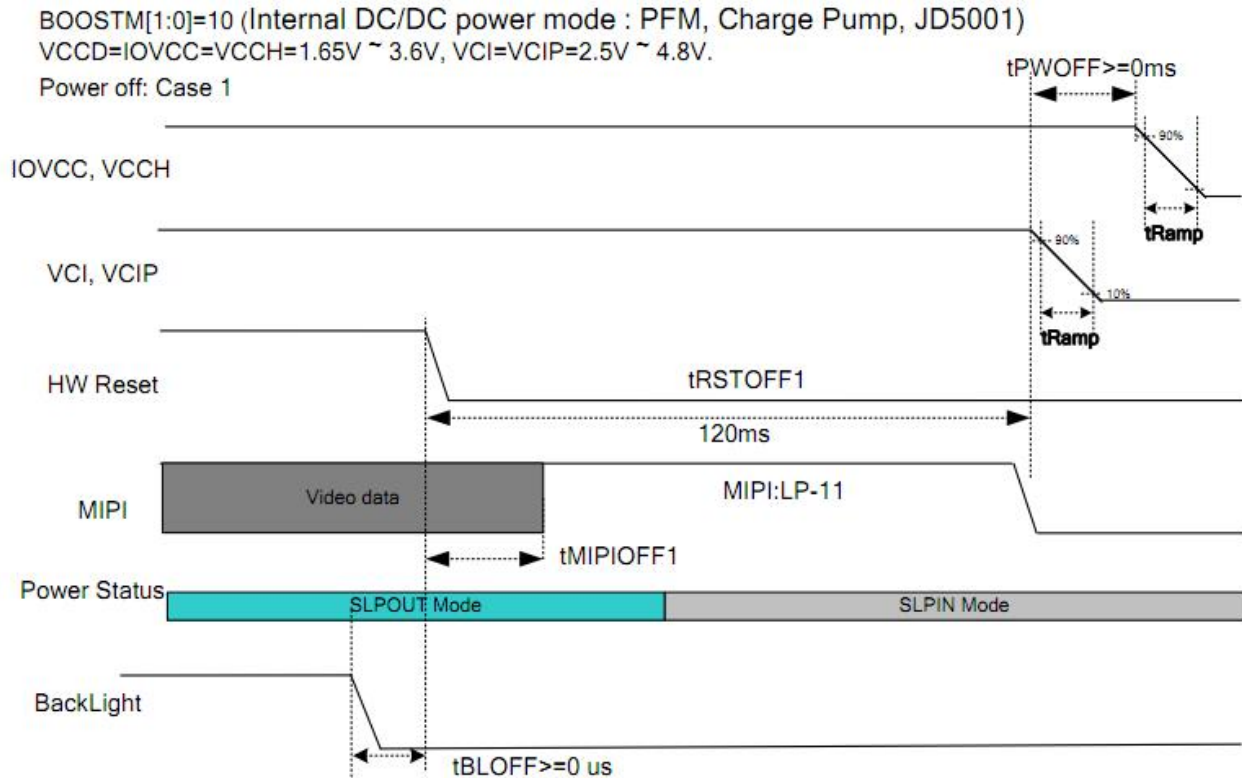 BOOSTM[1:0]=10 (Internal DC/DC power mode : PFM, Charge Pump, JD5001)
VCCD=IOVCC=VCCH=1.65V ~ 3.6V, VCI=VCIP=2.5V ~ 4.8V.
Power off: Case 1
tPWOFF>=0ms
90%
IOVCC, VCCH
tRamp
90%
VCI, VCIP
10%
tRamp
HW Reset
tRSTOFF1
120ms
Video data
MIPI:LP-11
MIPI
tMIPIOFF1
Power Status
SLPOUT Mode
SLPIN Mode
BackLight
tBLOFF>=0 us